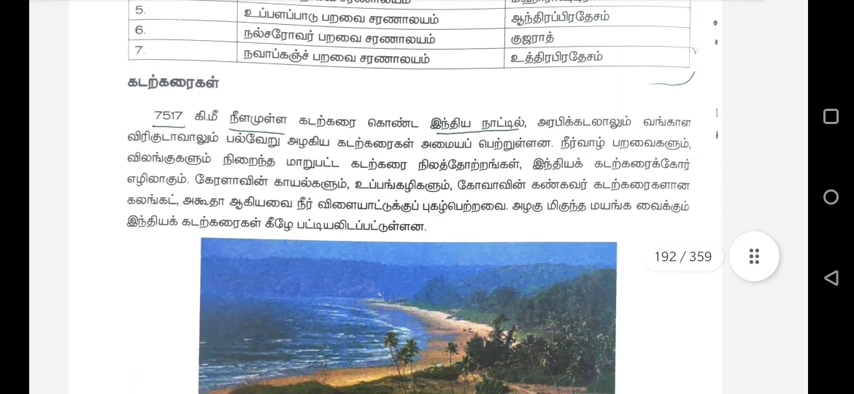 5. உப்பளப்பாடு பறவை சரணாலயம் ஆந்திரப்பிரதேசம்
6. நல்சரோவர் பறவை சரணாலயம் குஜராத்
7. நவாப்கஞ்ச் பறவை சரணாலயம் உத்திரபிரதேசம்
கடற்கரைகள்
7517 கி.மீ நீளமுள்ள கடற்கரை கொண்ட இந்திய நாட்டில், அரபிக்கடலாலும் வங்காள
விரிகுடாவாலும் பல்வேறு அழகிய கடற்கரைகள் அமையப் பெற்றுள்ளன. நீர்வாழ் பறவைகளும்,
விலங்குகளும் நிறைந்த மாறுபட்ட கடற்கரை நிலத்தோற்றங்கள், இந்தியக் கடற்கரைக்கோர்
எழிலாகும். கேரளாவின் காயல்களும், உப்பங்கழிகளும், கோவாவின் கண்கவர் கடற்கரைகளான
கலங்கட், அகூதா ஆகியவை நீர் விளையாட்டுக்குப் புகழ்பெற்றவை. அழகு மிகுந்த மயங்க வைக்கும்
இந்தியக் கடற்கரைகள் கீழே பட்டியலிடப்பட்டுள்ளன.
192 / 359